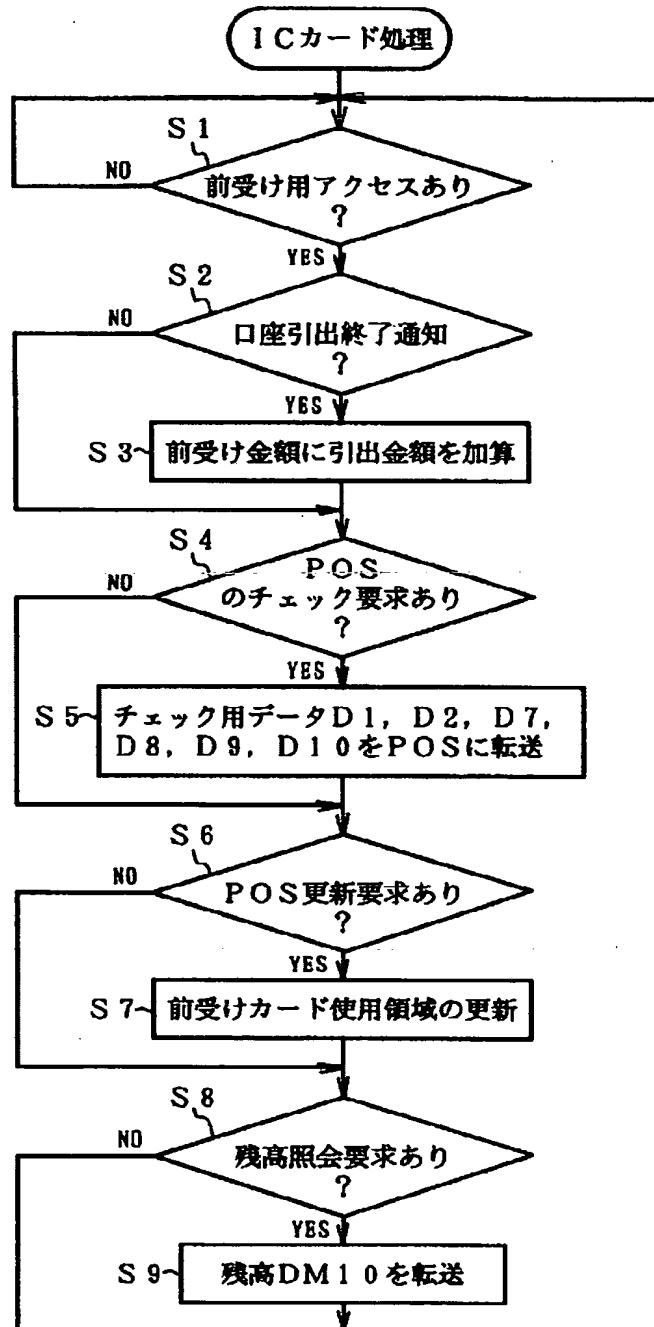 ICカード処理
S1
NO
前受け用アクセスあり
?
YES
S2
NO
口座引出終了通知
?
YES
S3
前受け金額に引出金額を加算
S4
NO
POS
のチェック要求あり
?
YES
S5
チェック用データD1, D2, D7,
D8, D9, D10をPOSに転送
S6
NO
POS更新要求あり
?
YES
S7
前受けカード使用領域の更新
S8
NO
残高照会要求あり
?
YES
S9
残高DM10を転送